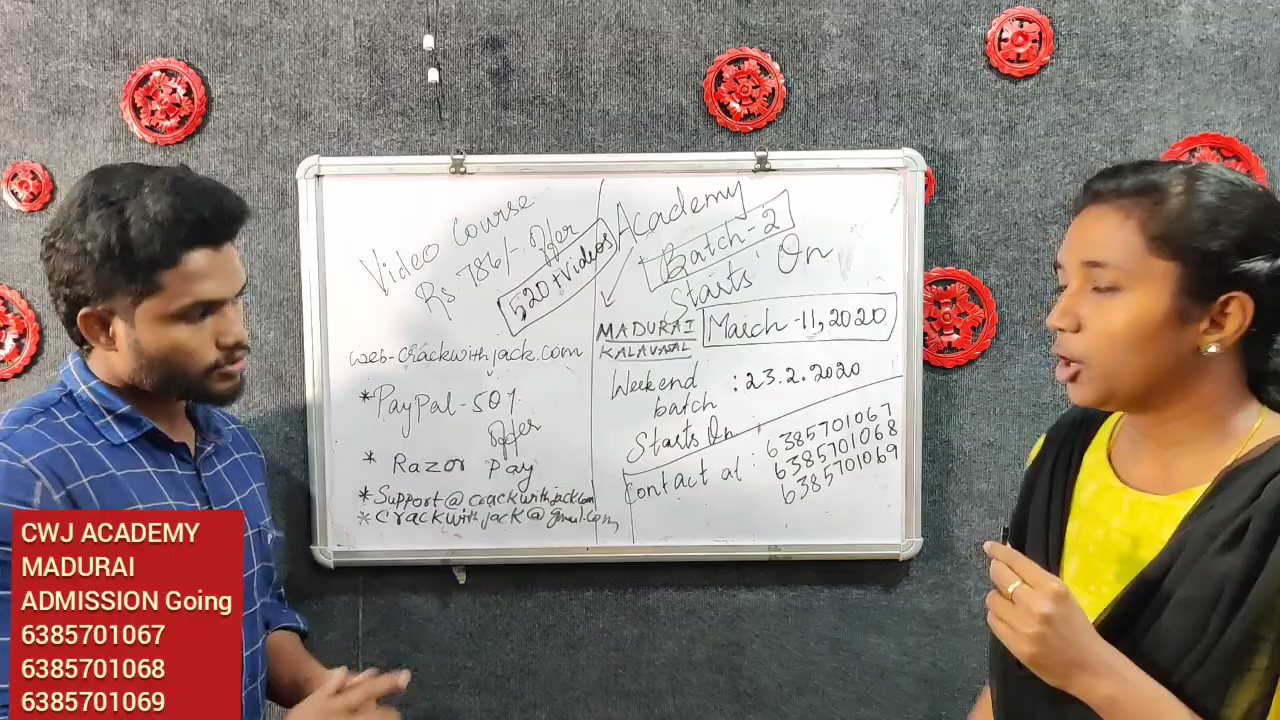 Video Course
Rs. 786/- Offer
520+Videos
web-crackwithjack.com
*PayPal-50%
Offer
* Razor Pay
*Support@crackwithjack.com
*crackwithjack@gmail.com
Academy
Batch-2
Starts On
MADURAI
KALAVASAL
March-11, 2020
Weekend
batch : 23.2.2020
Starts On
Contact at : 6385701067
6385701068
6385701069
CWJ ACADEMY
MADURAI
ADMISSION Going
6385701067
6385701068
6385701069